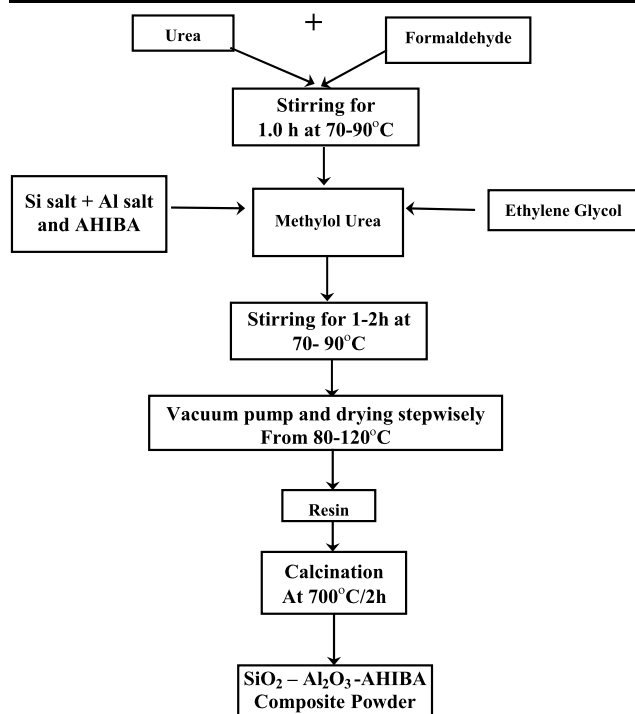 Urea
+
Formaldehyde
Stirring for
1.0 h at 70-90°C
Si salt + Al salt
and AHIBA
Methylol Urea
Ethylene Glycol
Stirring for 1-2h at
70- 90°C
Vacuum pump and drying stepwisely
From 80-120°C
Resin
Calcination
At 700°C/2h
SiO₂ – Al₂O₃-AHIBA
Composite Powder